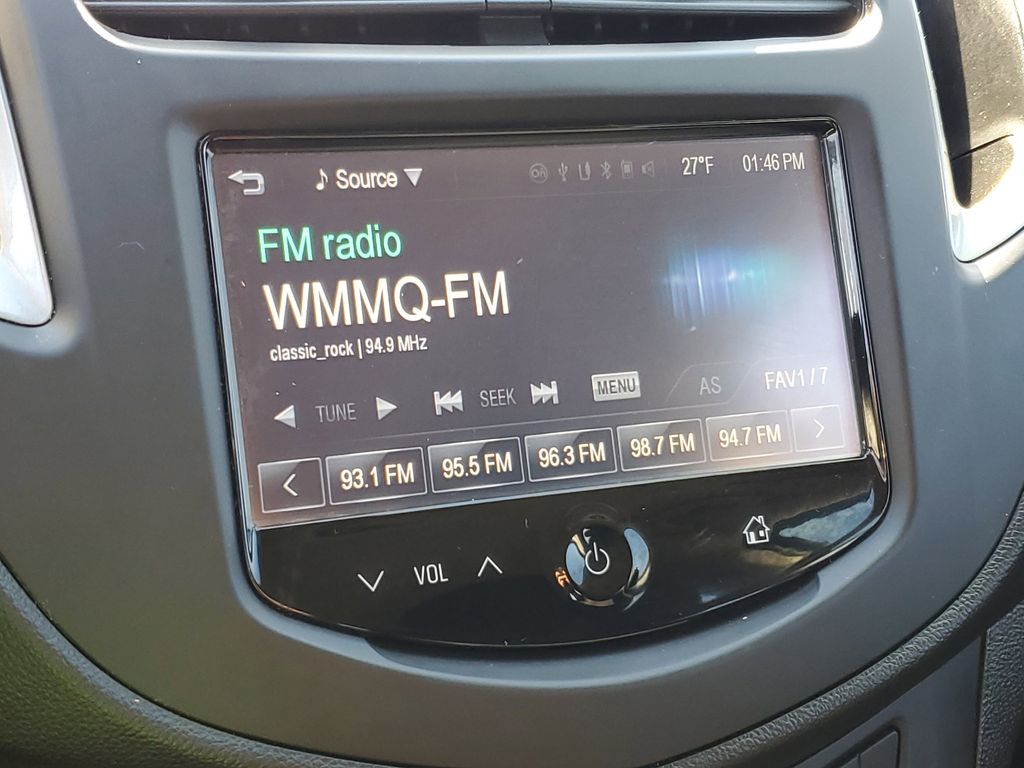 Source 27°F 01:46 PM
FM radio
WMMQ-FM
classic_rock | 94.9 MHz
TUNE SEEK MENU AS FAV1 / 7
< 93.1 FM 95.5 FM 96.3 FM 98.7 FM 94.7 FM >
VOL